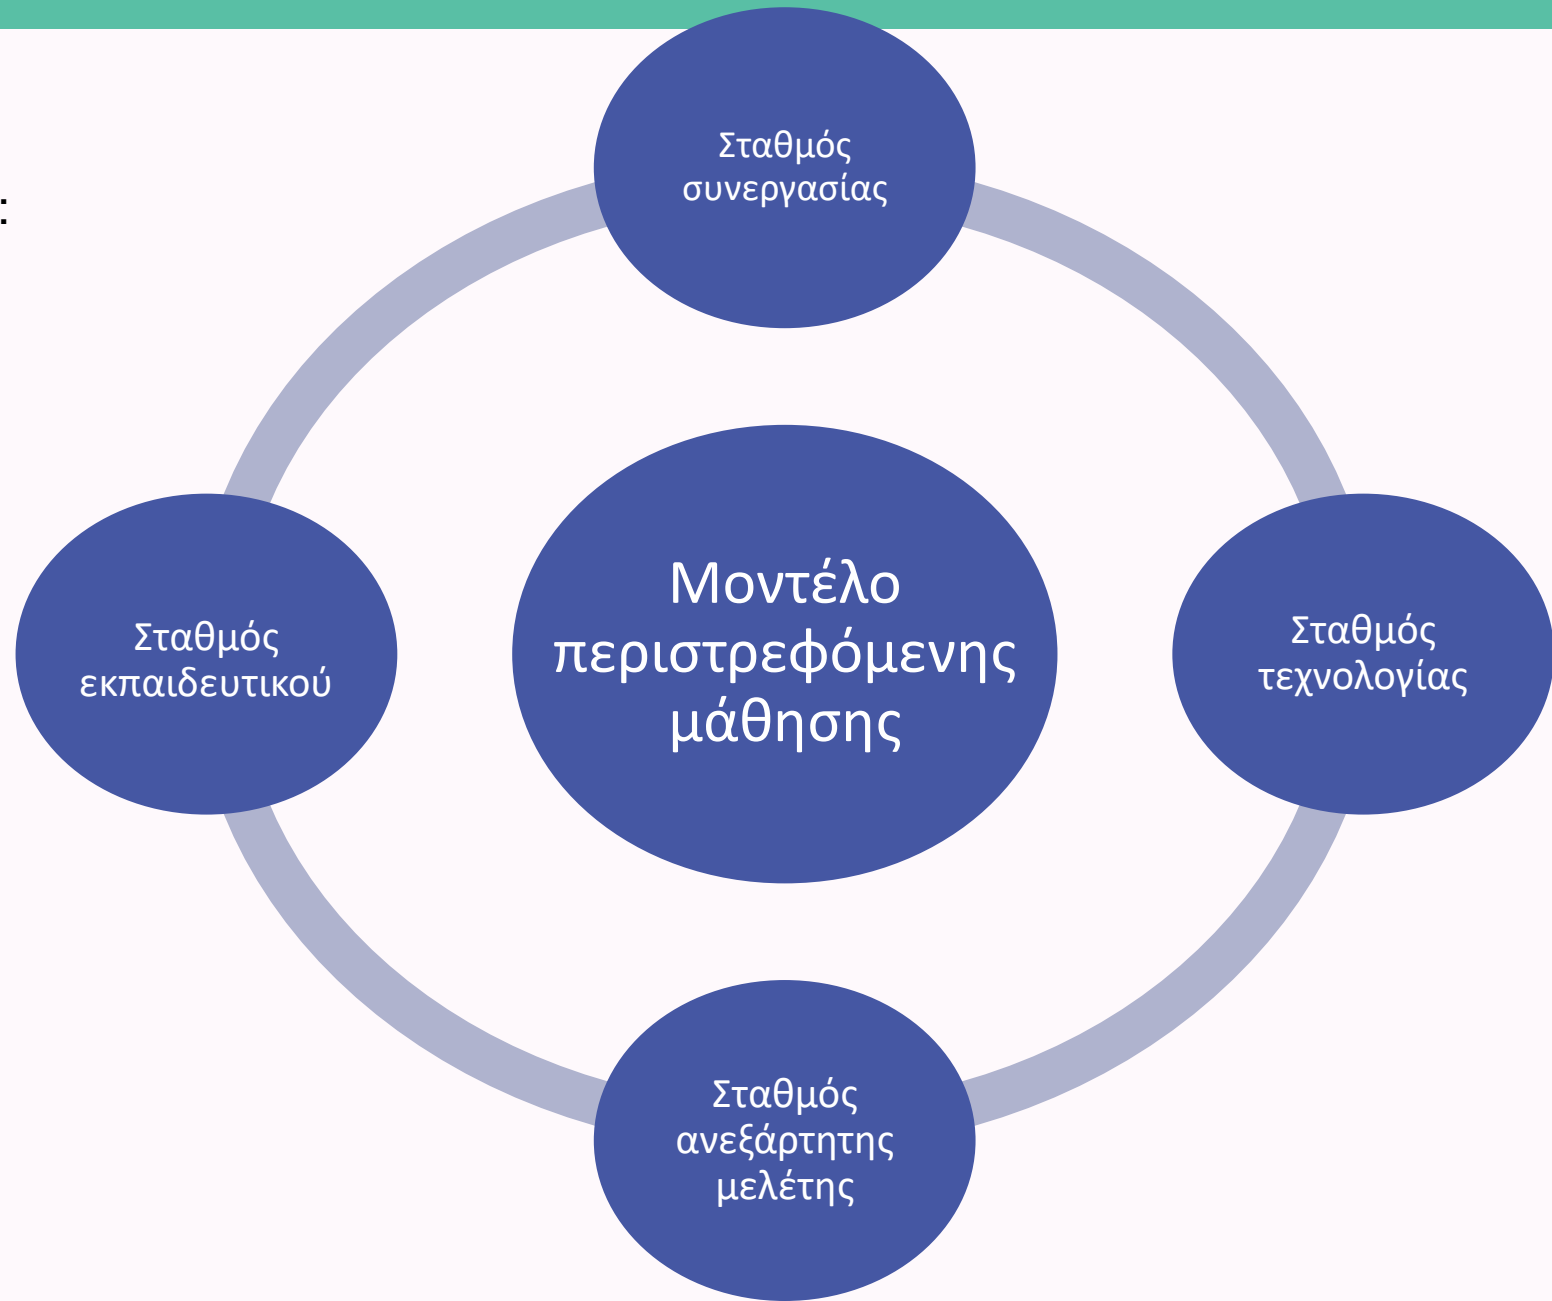 Σταθμός
συνεργασίας
:
Μοντέλο
περιστρεφόμενης
μάθησης
Σταθμός
εκπαιδευτικού
Σταθμός
τεχνολογίας
Σταθμός
ανεξάρτητης
μελέτης